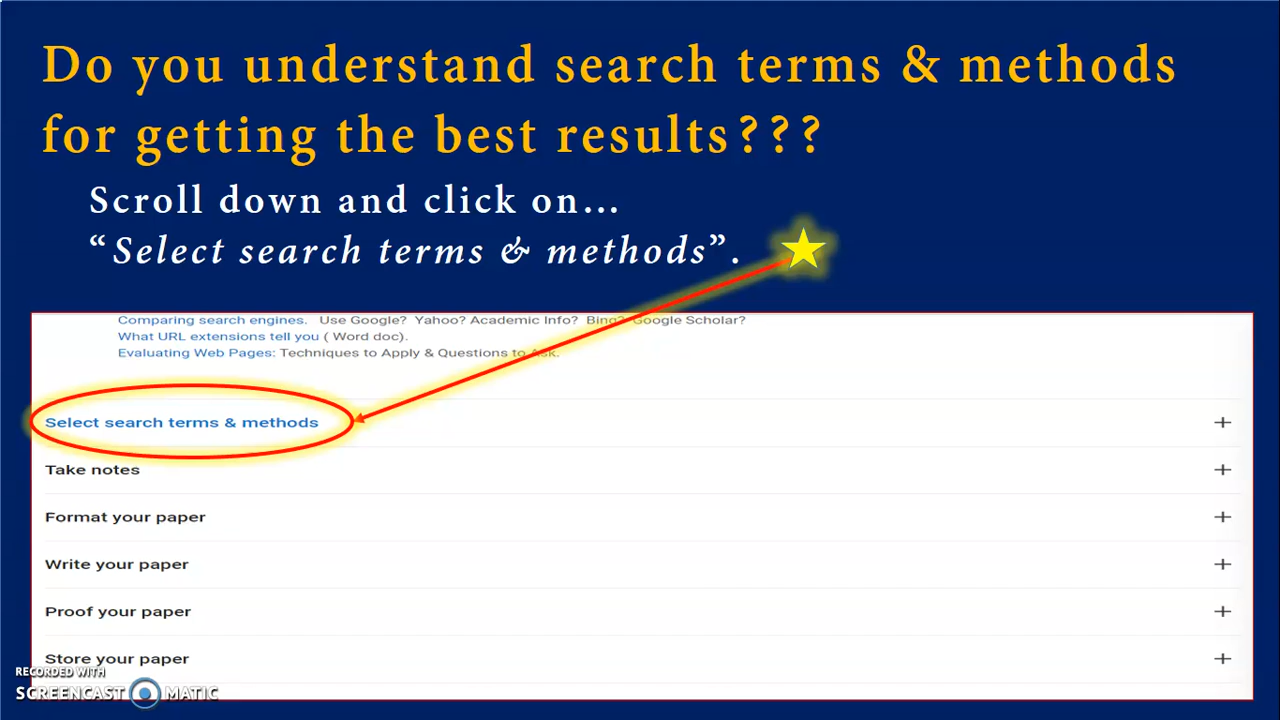 Do you understand search terms & methods
for getting the best results???
Scroll down and click on...
“Select search terms & methods”.
Comparing search engines. Use Google? Yahoo? Academic Info? Bing? Google Scholar?
What URL extensions tell you ( Word doc).
Evaluating Web Pages: Techniques to Apply & Questions to Ask.
Select search terms & methods
Take notes
Format your paper
Write your paper
Proof your paper
Store your paper
RECORDED WITH
SCREENCAST MATIC